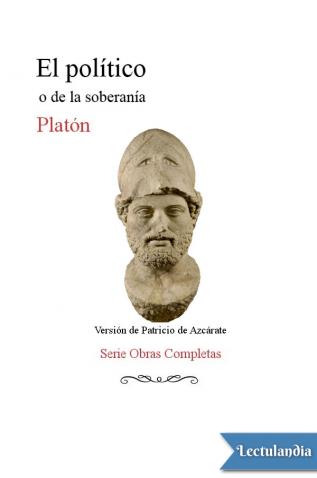 El político
o de la soberanía
Platón
Versión de Patricio de Azcárate
Serie Obras Completas
Lectulandia